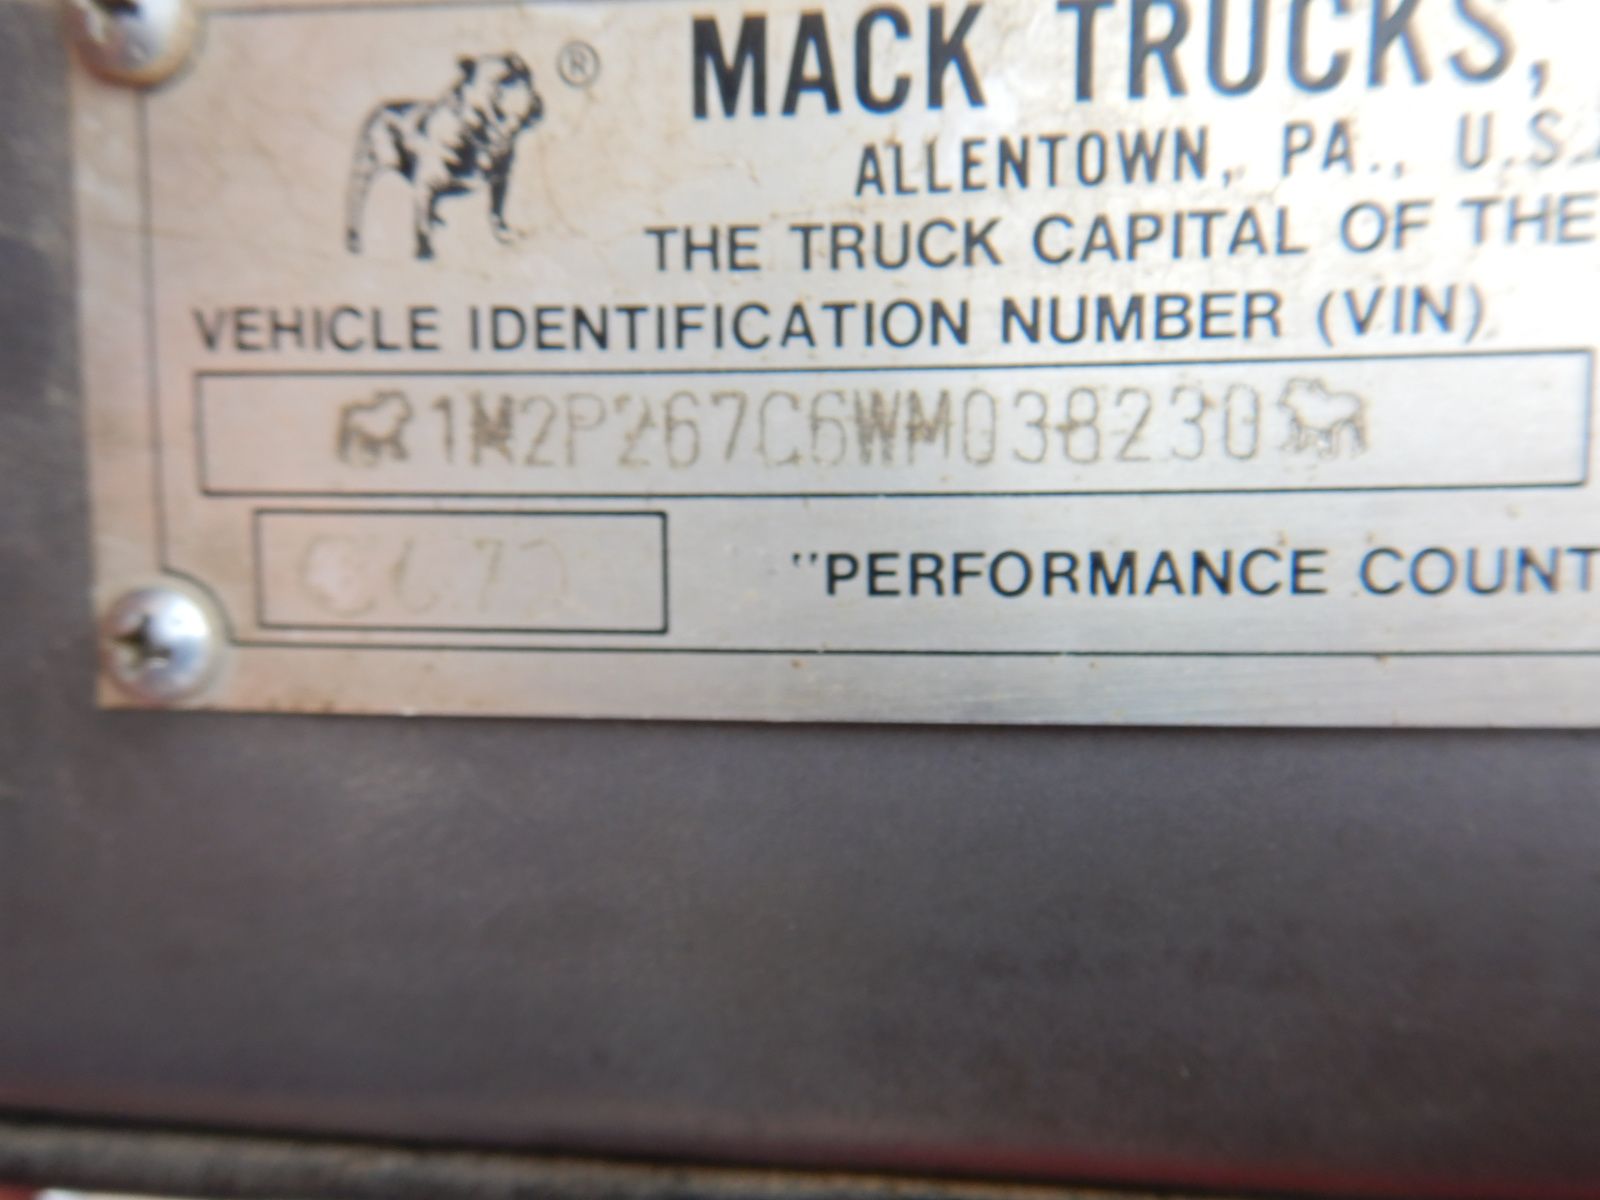 ®
MACK TRUCKS,
ALLENTOWN, PA., U.S.
THE TRUCK CAPITAL OF THE
VEHICLE IDENTIFICATION NUMBER (VIN)
1M2P267C6WM038230
"PERFORMANCE COUNT